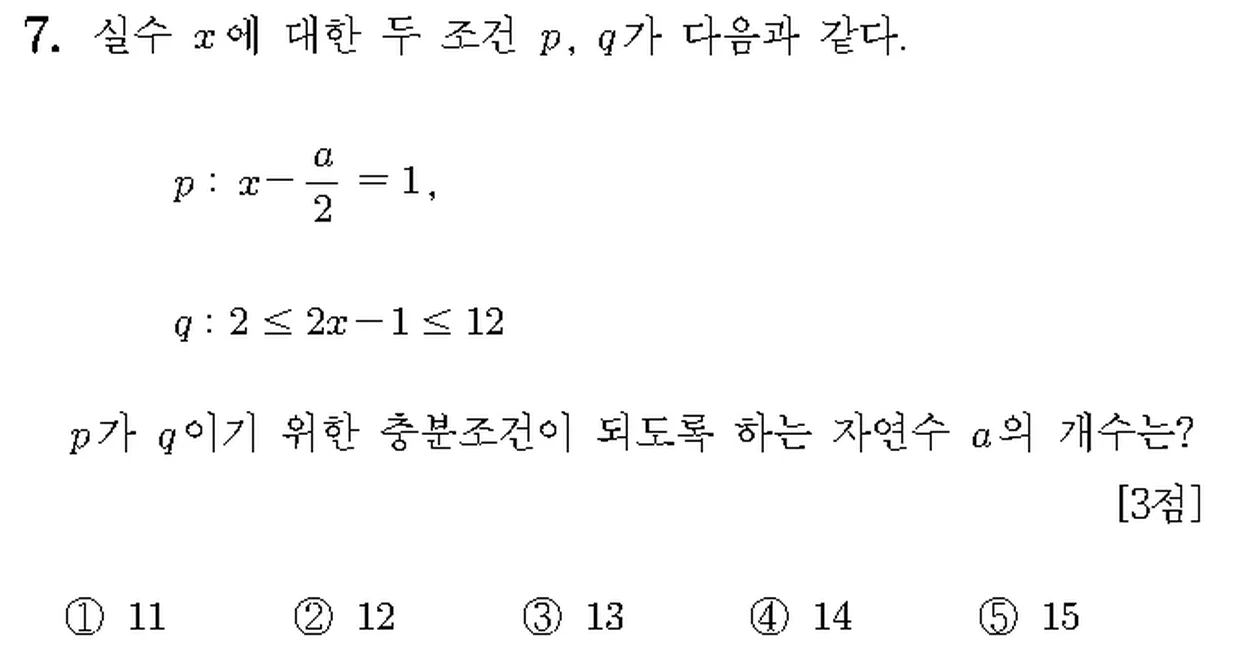 7. 실수 x에 대한 두 조건 p, q가 다음과 같다.
p : x − a/2 = 1,
q : 2 ≤ 2x − 1 ≤ 12
p가 q이기 위한 충분조건이 되도록 하는 자연수 a의 개수는?
[3점]
① 11 ② 12 ③ 13 ④ 14 ⑤ 15